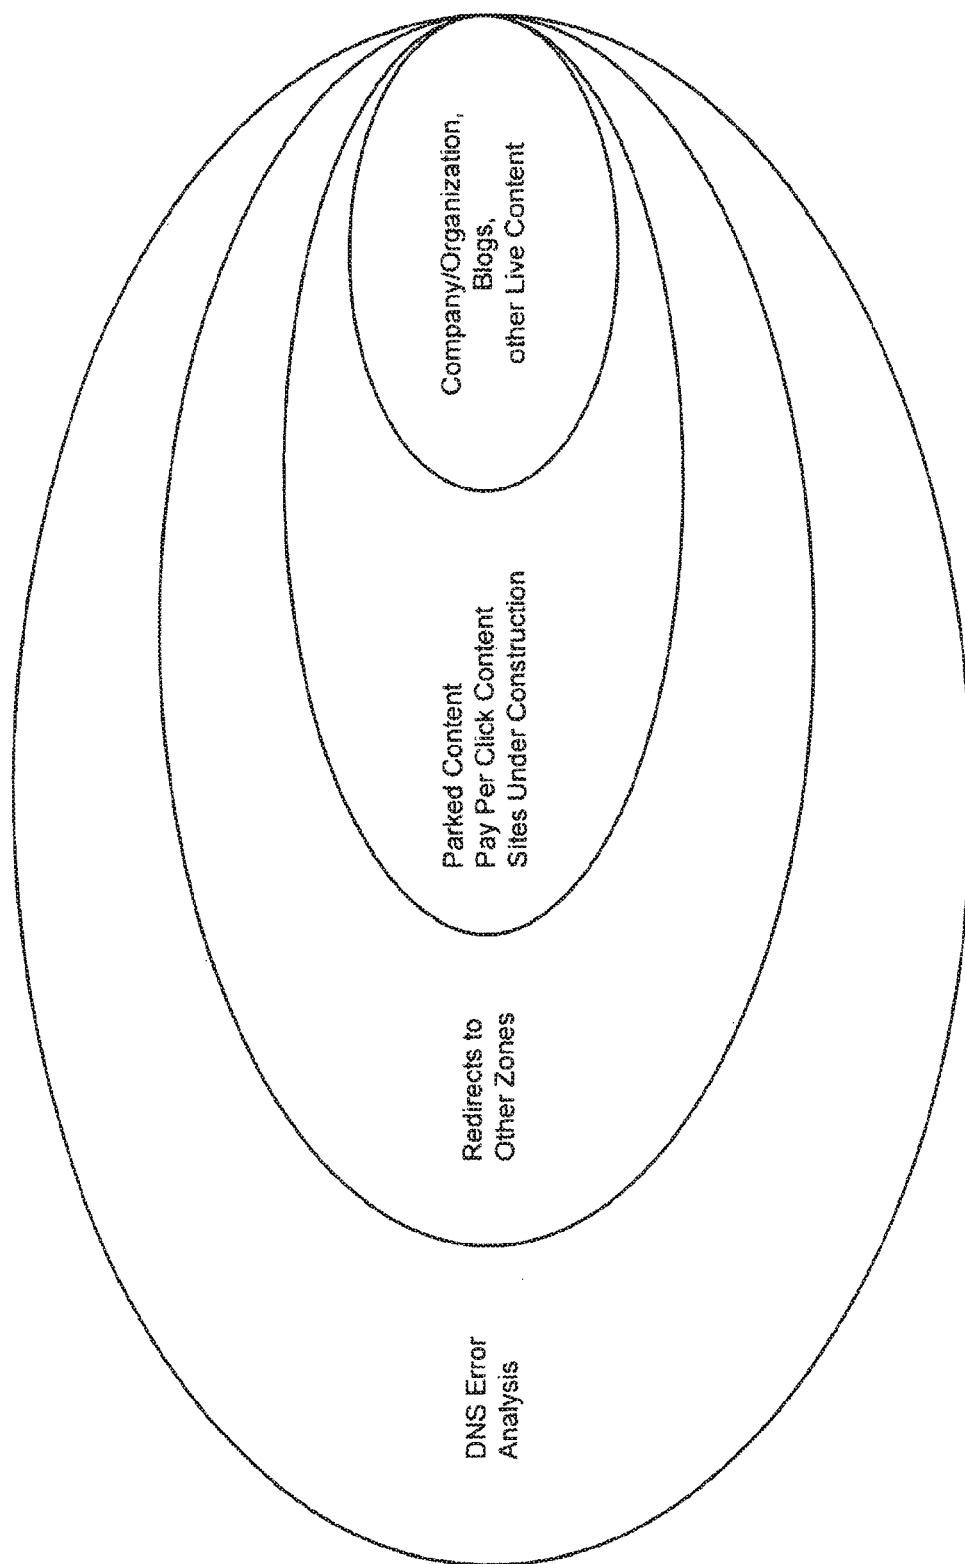 DNS Error
Analysis
Redirects to
Other Zones
Parked Content
Pay Per Click Content
Sites Under Construction
Company/Organization,
Blogs,
other Live Content